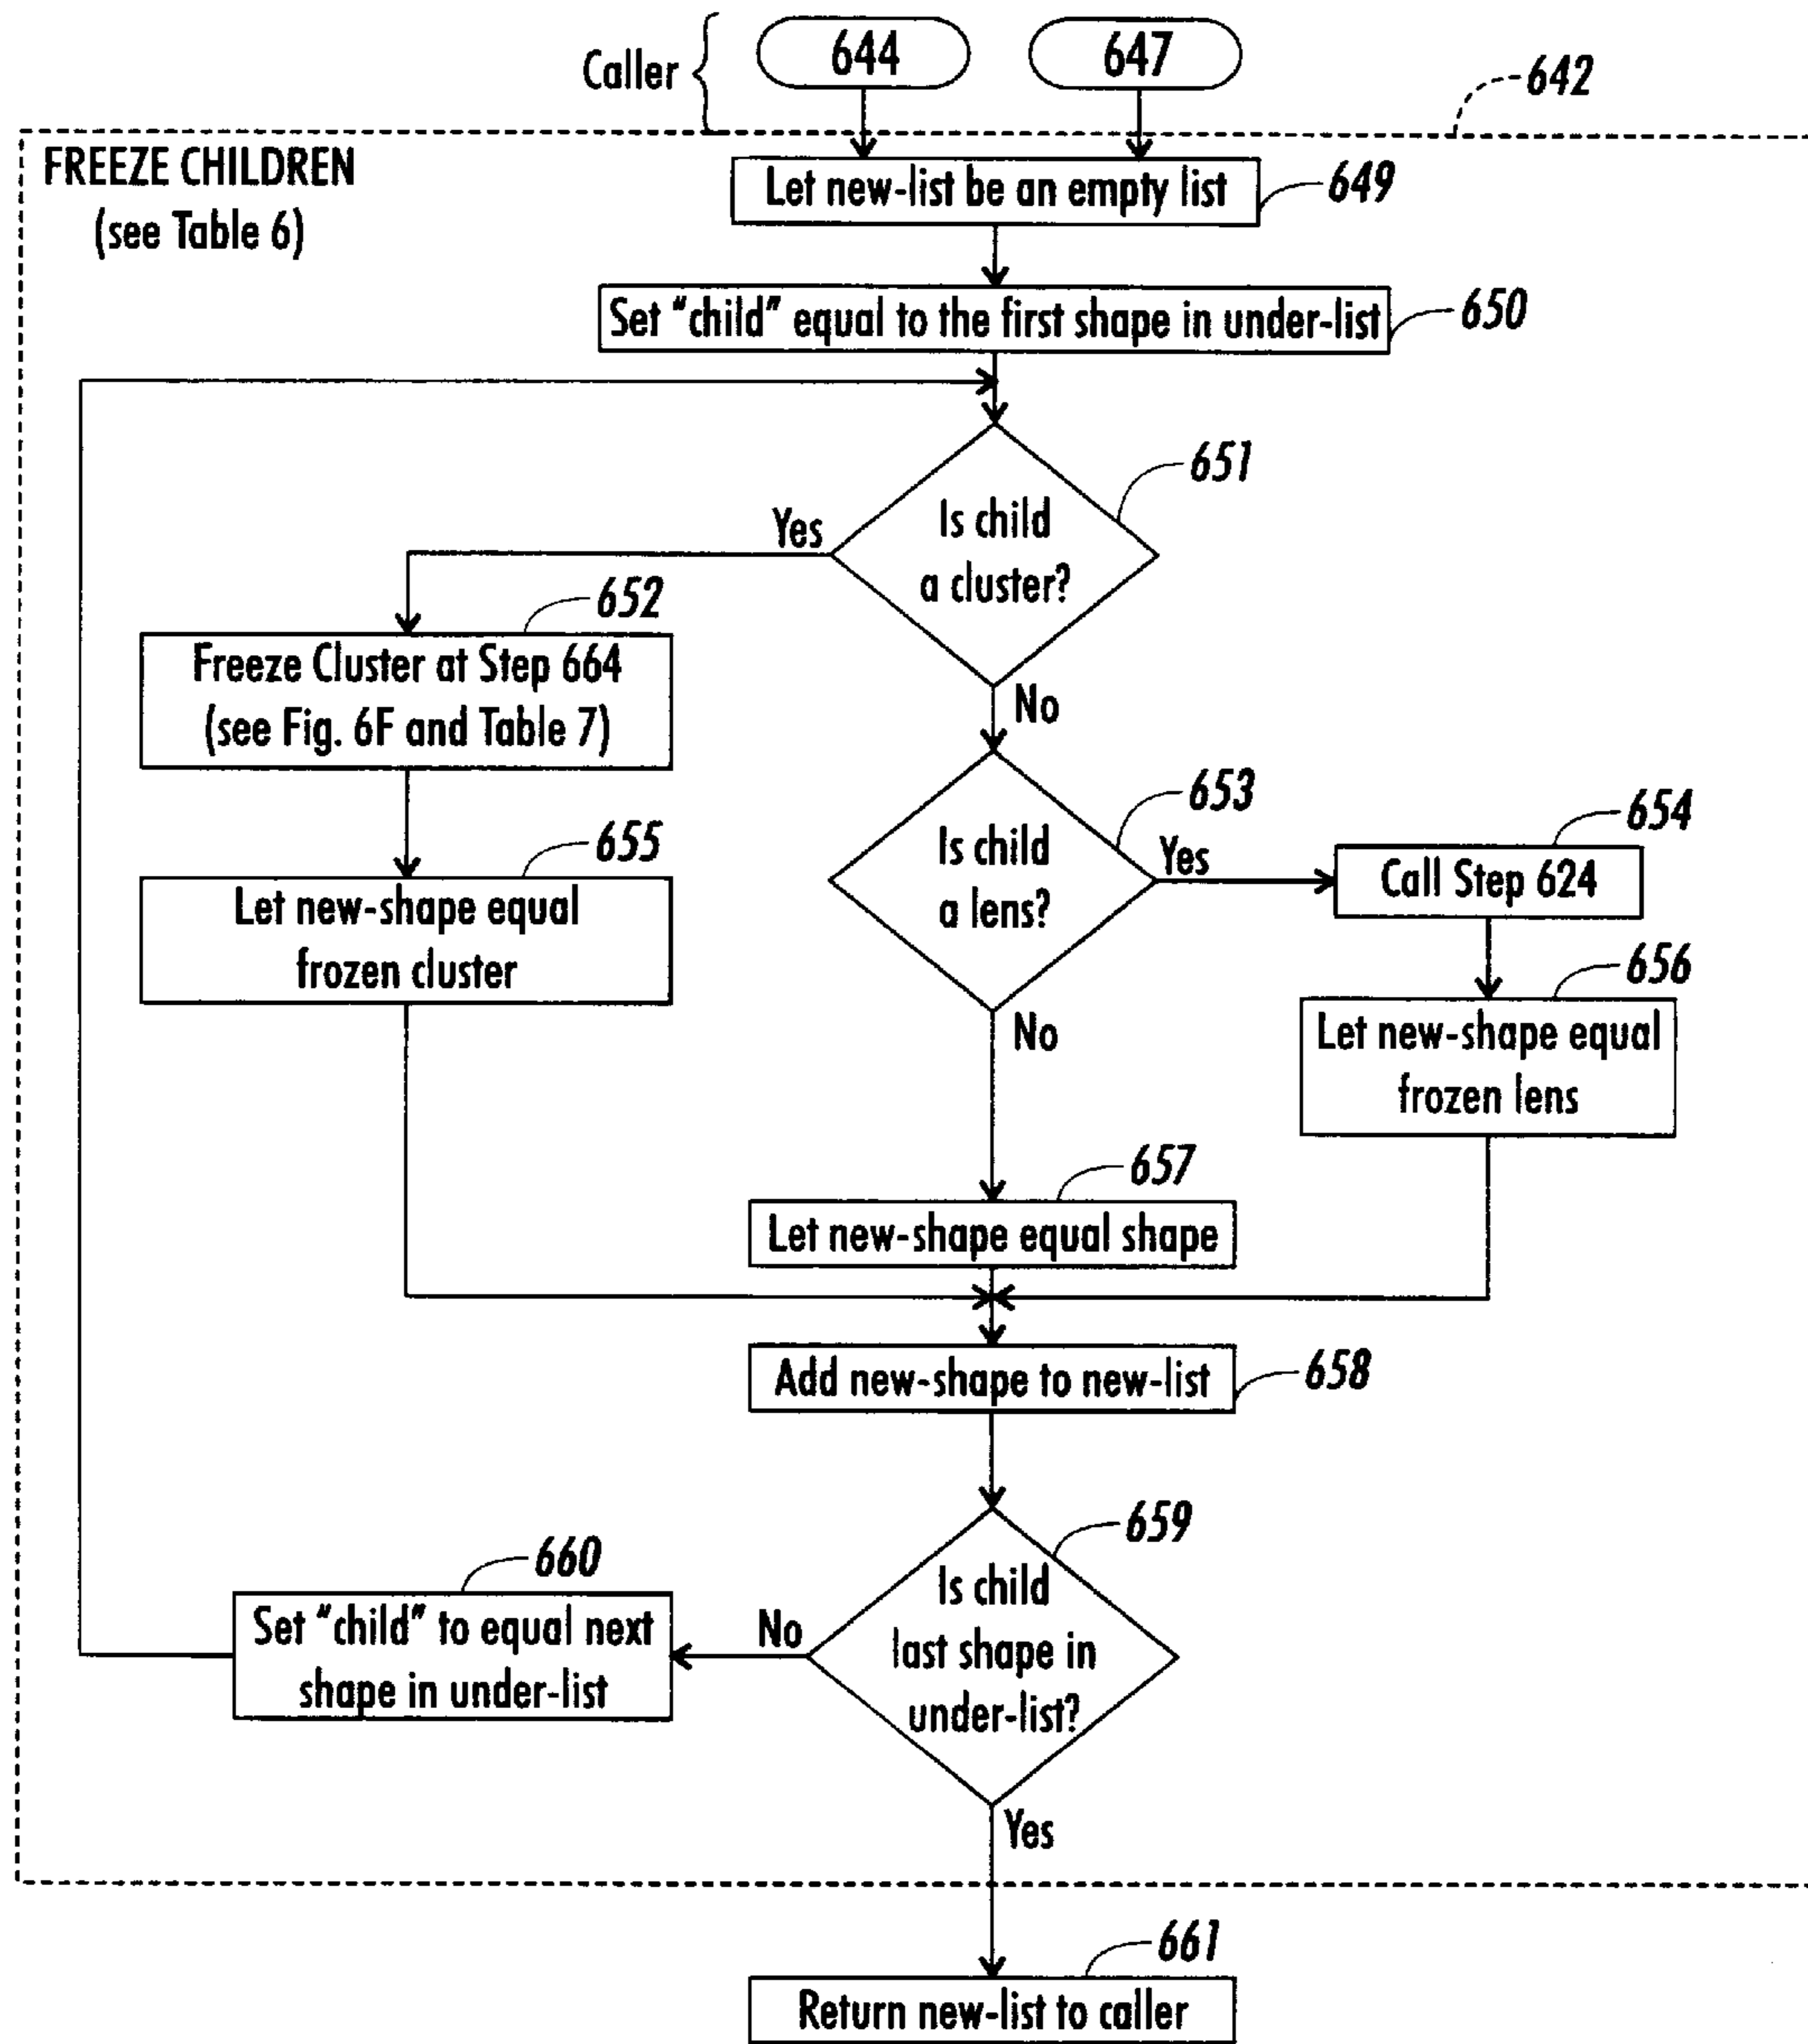 Caller
644
647
642
FREEZE CHILDREN
(see Table 6)
Let new-list be an empty list
649
Set "child" equal to the first shape in under-list
650
651
Is child
a cluster?
Yes
No
652
Freeze Cluster at Step 664
(see Fig. 6F and Table 7)
653
Is child
a lens?
Yes
No
654
Call Step 624
655
Let new-shape equal
frozen cluster
656
Let new-shape equal
frozen lens
657
Let new-shape equal shape
Add new-shape to new-list
658
659
Is child
last shape in
under-list?
No
Yes
660
Set "child" to equal next
shape in under-list
661
Return new-list to caller